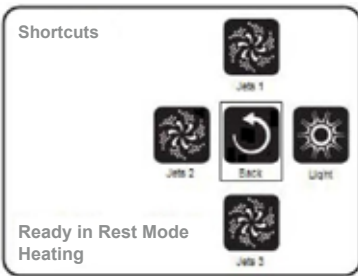 Shortcuts
Jets 1
Jets 2
Back
Light
Jets 3
Ready in Rest Mode
Heating